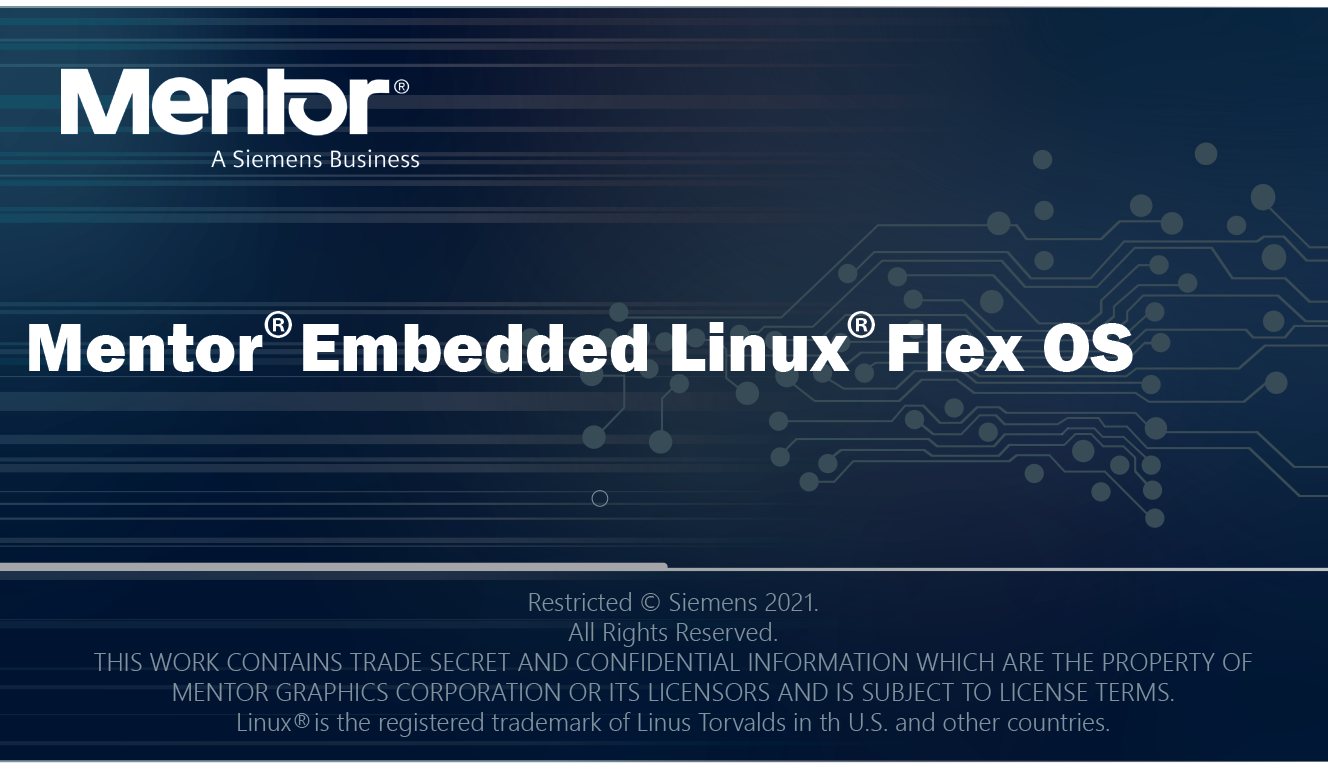 Mentor®
A Siemens Business
Mentor® Embedded Linux® Flex OS
Restricted © Siemens 2021.
All Rights Reserved.
THIS WORK CONTAINS TRADE SECRET AND CONFIDENTIAL INFORMATION WHICH ARE THE PROPERTY OF
MENTOR GRAPHICS CORPORATION OR ITS LICENSORS AND IS SUBJECT TO LICENSE TERMS.
Linux® is the registered trademark of Linus Torvalds in th U.S. and other countries.